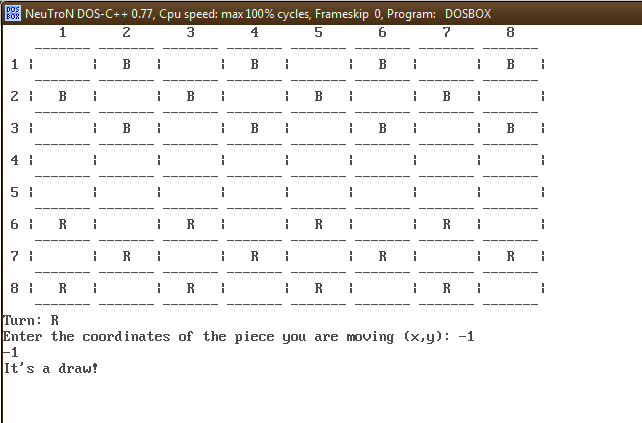 DOS BOX NeuTroN DOS-C++ 0.77, Cpu speed: max 100% cycles, Frameskip 0, Program: DOSBOX
1 2 3 4 5 6 7 8
1 | | B | | B | | B | | B |
2 | B | | B | | B | | B | |
3 | | B | | B | | B | | B |
4 | | | | | | | | |
5 | | | | | | | | |
6 | R | | R | | R | | R | |
7 | | R | | R | | R | | R |
8 | R | | R | | R | | R | |
Turn: R
Enter the coordinates of the piece you are moving (x,y): -1
-1
It's a draw!